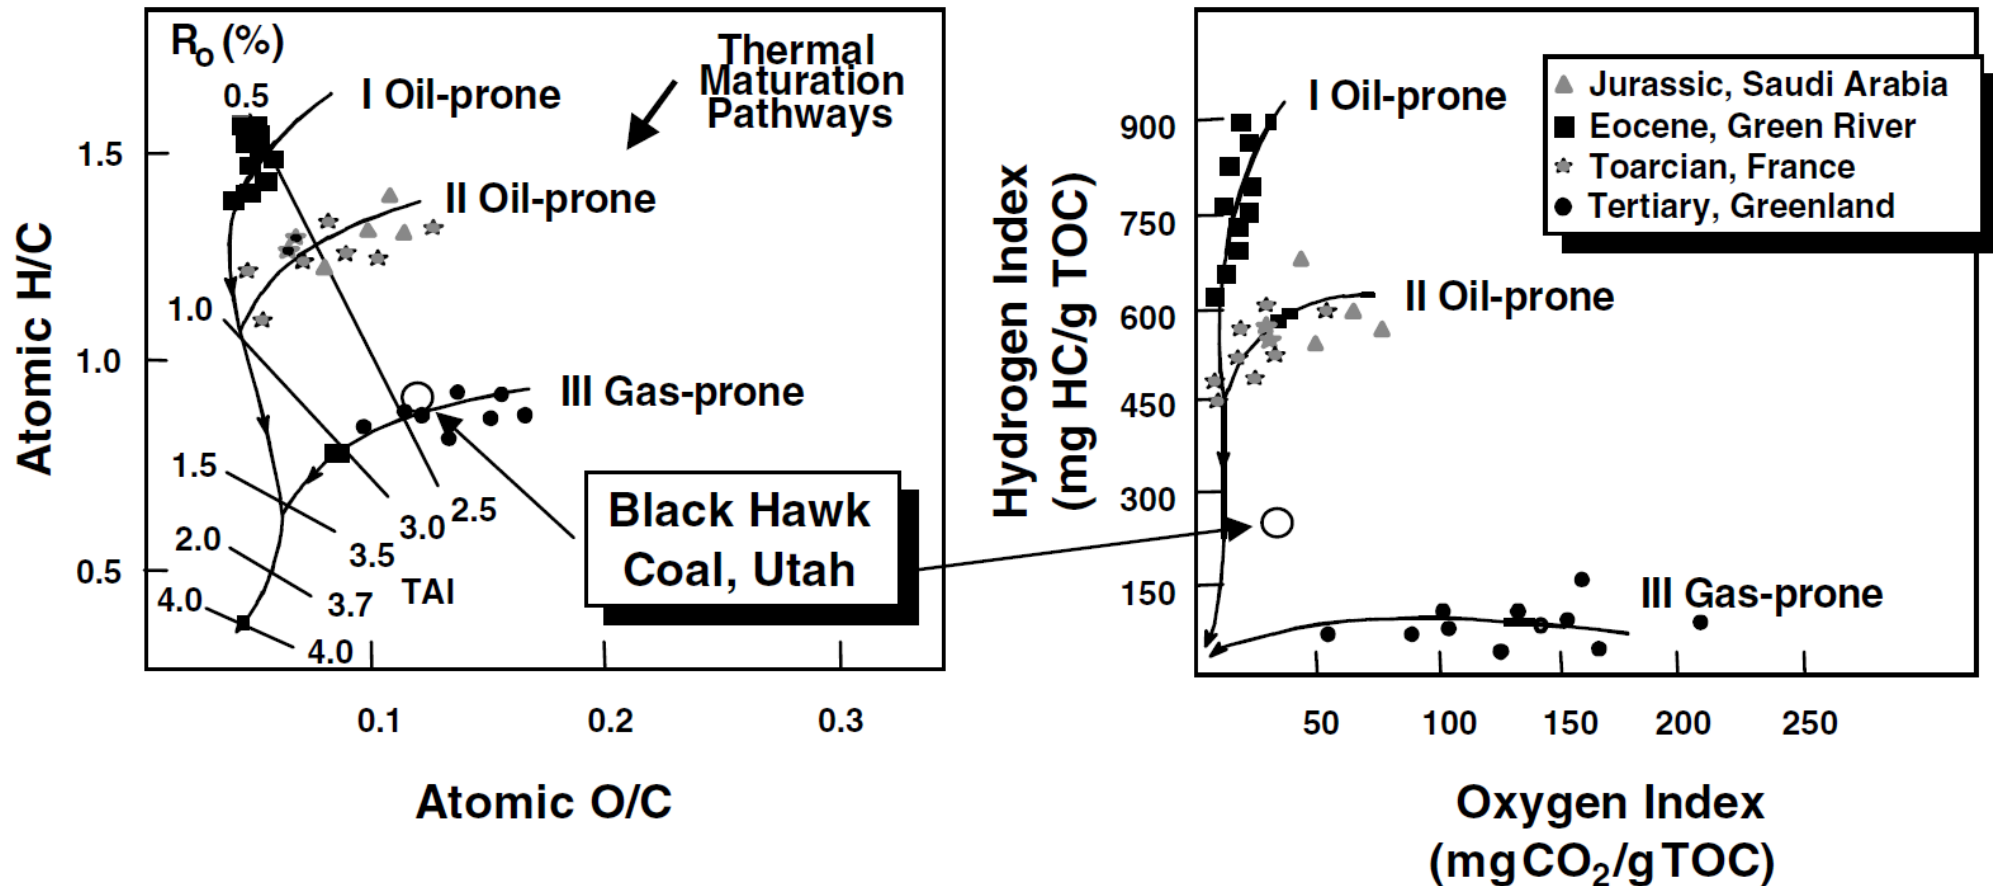 R₀ (%)
0.5
I Oil-prone
Thermal
Maturation
Pathways
II Oil-prone
III Gas-prone
1.5
1.0
0.5
Atomic H/C
1.0
1.5
2.0
4.0
2.5
3.0
3.5
3.7
4.0
TAI
Black Hawk
Coal, Utah
0.1
0.2
0.3
Atomic O/C
Hydrogen Index
(mg HC/g TOC)
900
750
600
450
300
150
I Oil-prone
II Oil-prone
III Gas-prone
Jurassic, Saudi Arabia
Eocene, Green River
Toarcian, France
Tertiary, Greenland
50
100
150
200
250
Oxygen Index
(mg CO₂/g TOC)